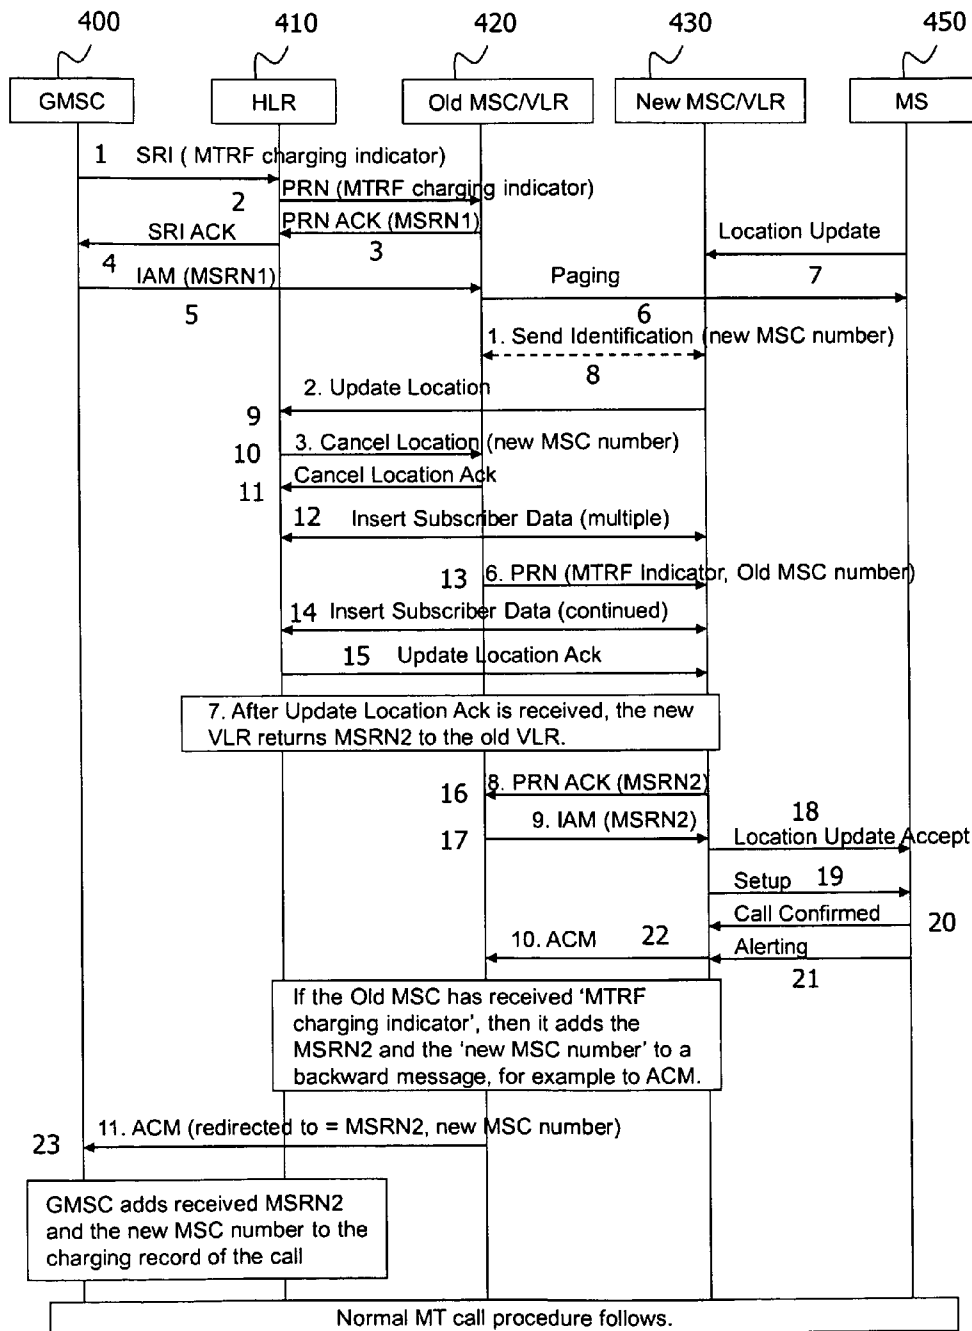 400 410 420 430 450
GMSC HLR Old MSC/VLR New MSC/VLR MS
1 SRI ( MTRF charging indicator)
2 PRN (MTRF charging indicator)
PRN ACK (MSRN1)
3
SRI ACK
4
Location Update
7
IAM (MSRN1)
5
Paging
6
1. Send Identification (new MSC number)
8
2. Update Location
9
10 3. Cancel Location (new MSC number)
Cancel Location Ack
11
12 Insert Subscriber Data (multiple)
13 6. PRN (MTRF Indicator, Old MSC number)
14 Insert Subscriber Data (continued)
15 Update Location Ack
7. After Update Location Ack is received, the new
VLR returns MSRN2 to the old VLR.
16 8. PRN ACK (MSRN2)
17 9. IAM (MSRN2)
18
Location Update Accept
Setup 19
Call Confirmed 20
10. ACM 22 Alerting
21
If the Old MSC has received ‘MTRF
charging indicator’, then it adds the
MSRN2 and the ‘new MSC number’ to a
backward message, for example to ACM.
23 11. ACM (redirected to = MSRN2, new MSC number)
GMSC adds received MSRN2
and the new MSC number to the
charging record of the call
Normal MT call procedure follows.